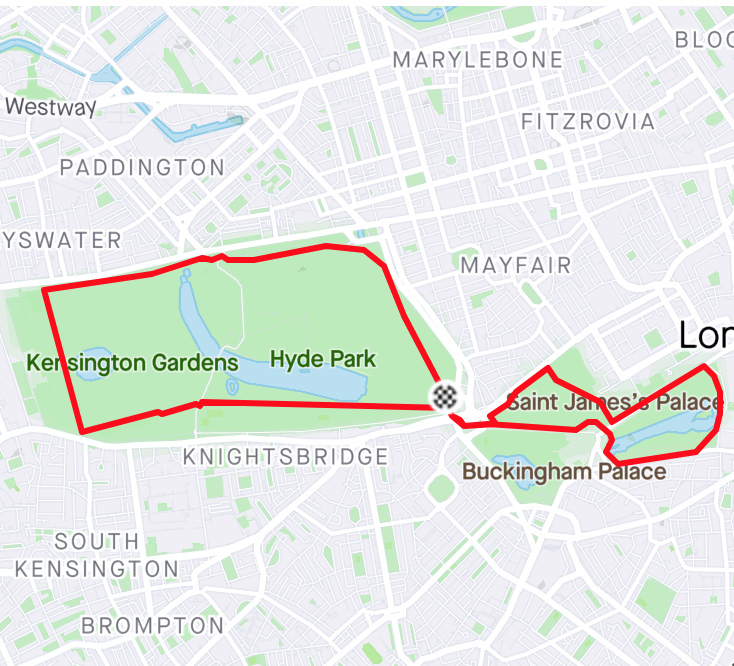 MARYLEBONE
BLOO
Westway
FITZROVIA
PADDINGTON
YSWATER
MAYFAIR
Lor
Kensington Gardens
Hyde Park
Saint James's Palace
KNIGHTSBRIDGE
Buckingham Palace
SOUTH
KENSINGTON
BROMPTON